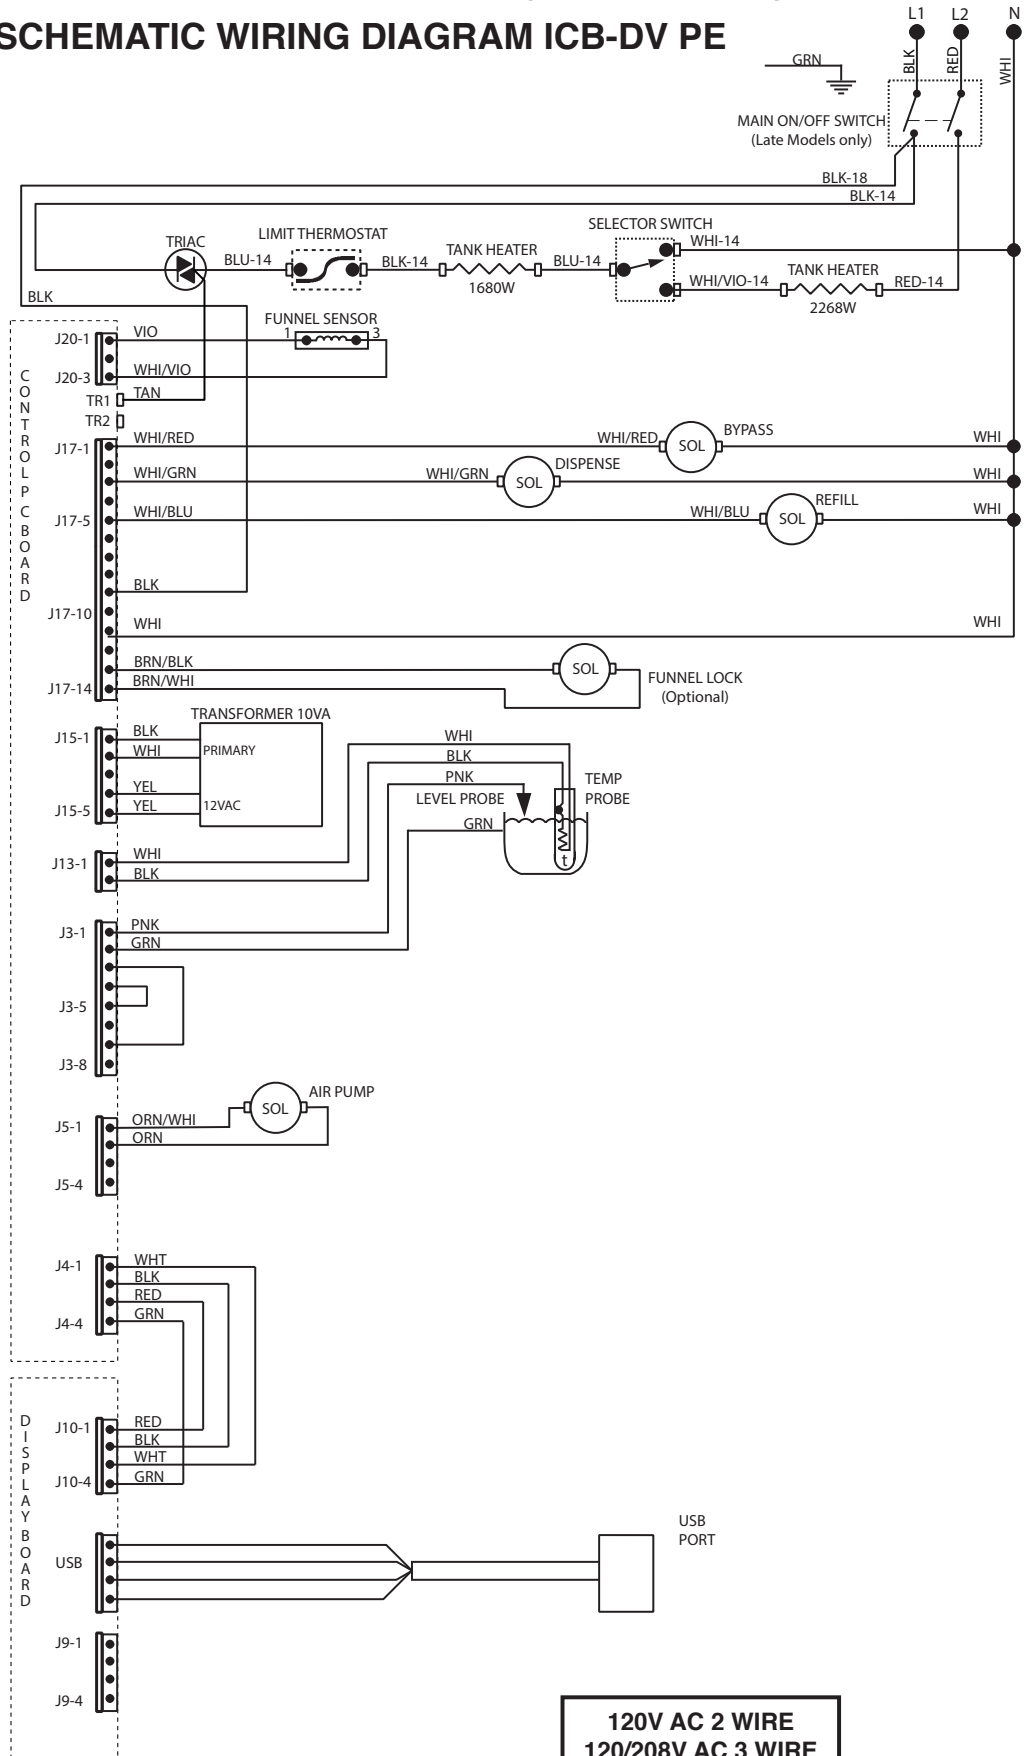 SCHEMATIC WIRING DIAGRAM ICB-DV PE
L1 L2 N
GRN
BLK
RED
WHI
MAIN ON/OFF SWITCH
(Late Models only)
BLK-18
BLK-14
SELECTOR SWITCH
LIMIT THERMOSTAT
TRIAC
WHI-14
TANK HEATER
BLU-14
BLK-14
BLU-14
1680W
TANK HEATER
WHI/VIO-14
RED-14
2268W
BLK
FUNNEL SENSOR
1 3
CONTROL PC BOARD
J20-1 VIO
J20-3 WHI/VIO
TR1 TAN
TR2
J17-1 WHI/RED WHI/RED SOL BYPASS WHI
WHI/GRN WHI/GRN SOL DISPENSE WHI
J17-5 WHI/BLU WHI/BLU SOL REFILL WHI
BLK
J17-10
WHI WHI
BRN/BLK SOL
J17-14 BRN/WHI
FUNNEL LOCK
(Optional)
TRANSFORMER 10VA
J15-1 BLK
WHI PRIMARY
YEL
J15-5 YEL 12VAC
WHI
BLK
PNK
TEMP
PROBE
LEVEL PROBE
GRN
t
J13-1 WHI
BLK
J3-1 PNK
GRN
J3-5
J3-8
AIR PUMP
SOL
J5-1 ORN/WHI
ORN
J5-4
J4-1 WHT
BLK
RED
J4-4 GRN
DISPLAY BOARD
J10-1 RED
BLK
WHT
J10-4 GRN
USB
PORT
USB
J9-1
J9-4
120V AC 2 WIRE
120/208V AC 3 WIRE